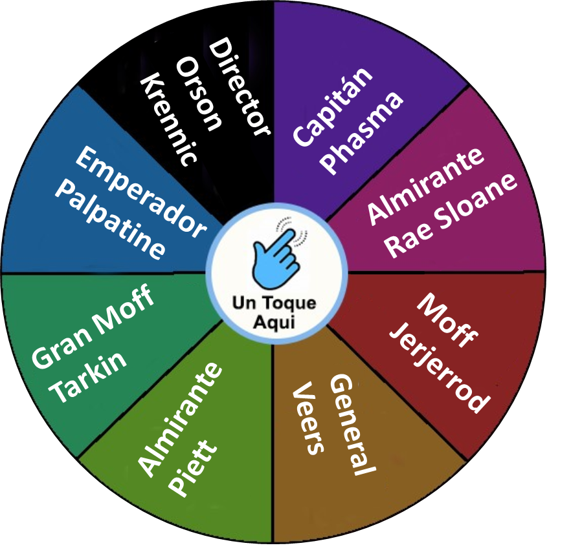 Capitán
Phasma
Almirante
Rae Sloane
Moff
Jerjerrod
General
Veers
Almirante
Piett
Gran Moff
Tarkin
Emperador
Palpatine
Director
Orson
Krennic
Un Toque
Aqui